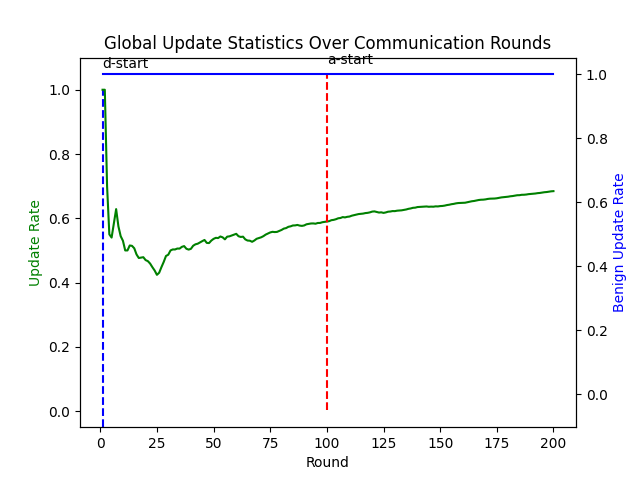 Global Update Statistics Over Communication Rounds
d-start
a-start
1.0
0.8
0.6
0.4
0.2
0.0
Update Rate
1.0
0.8
0.6
0.4
0.2
0.0
Benign Update Rate
0 25 50 75 100 125 150 175 200
Round